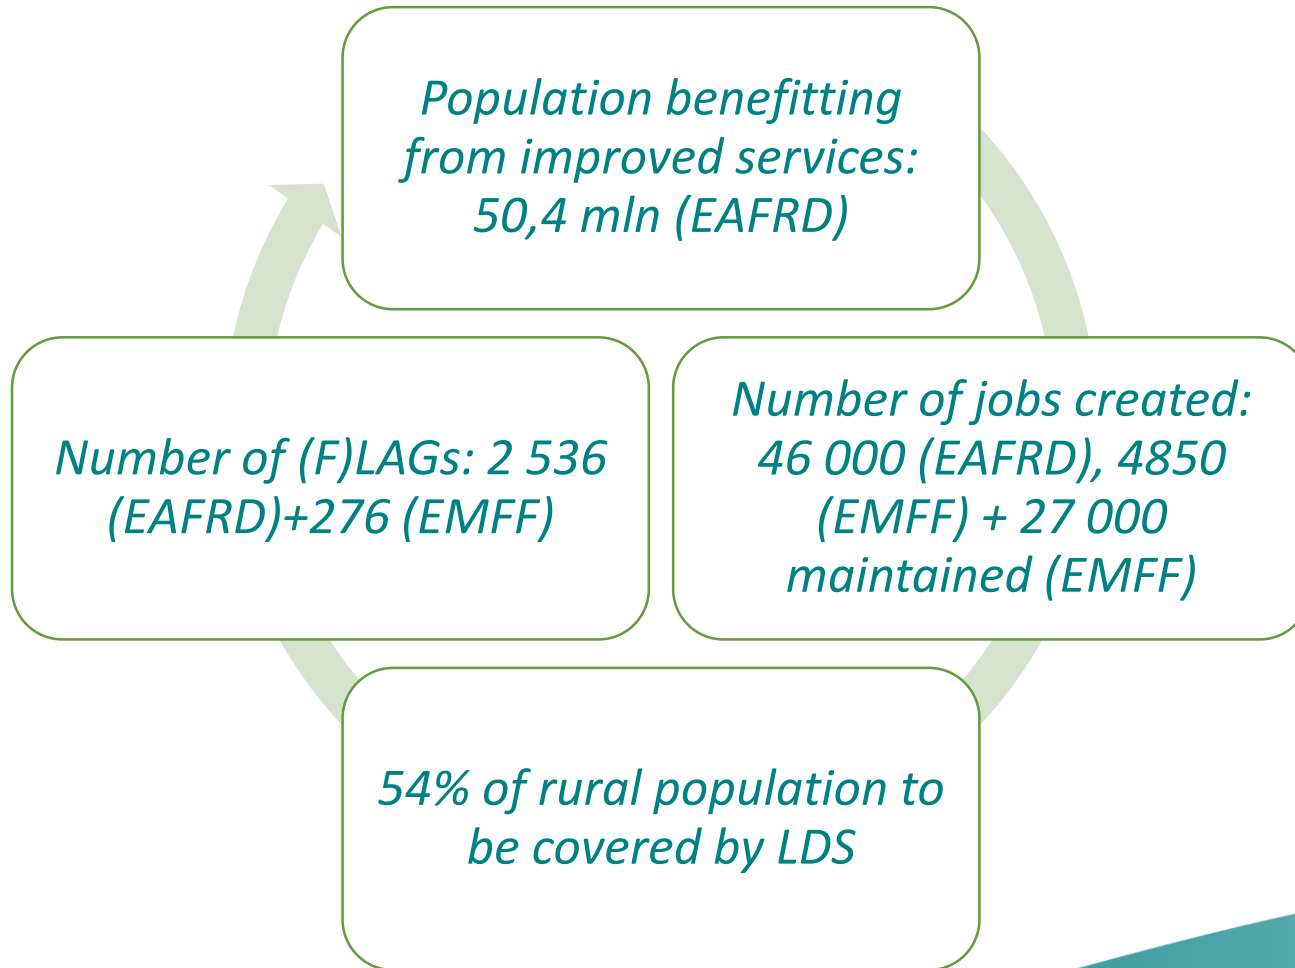 Population benefitting
from improved services:
50,4 mln (EAFRD)
Number of jobs created:
46 000 (EAFRD), 4850
(EMFF) + 27 000
maintained (EMFF)
54% of rural population to
be covered by LDS
Number of (F)LAGs: 2 536
(EAFRD)+276 (EMFF)